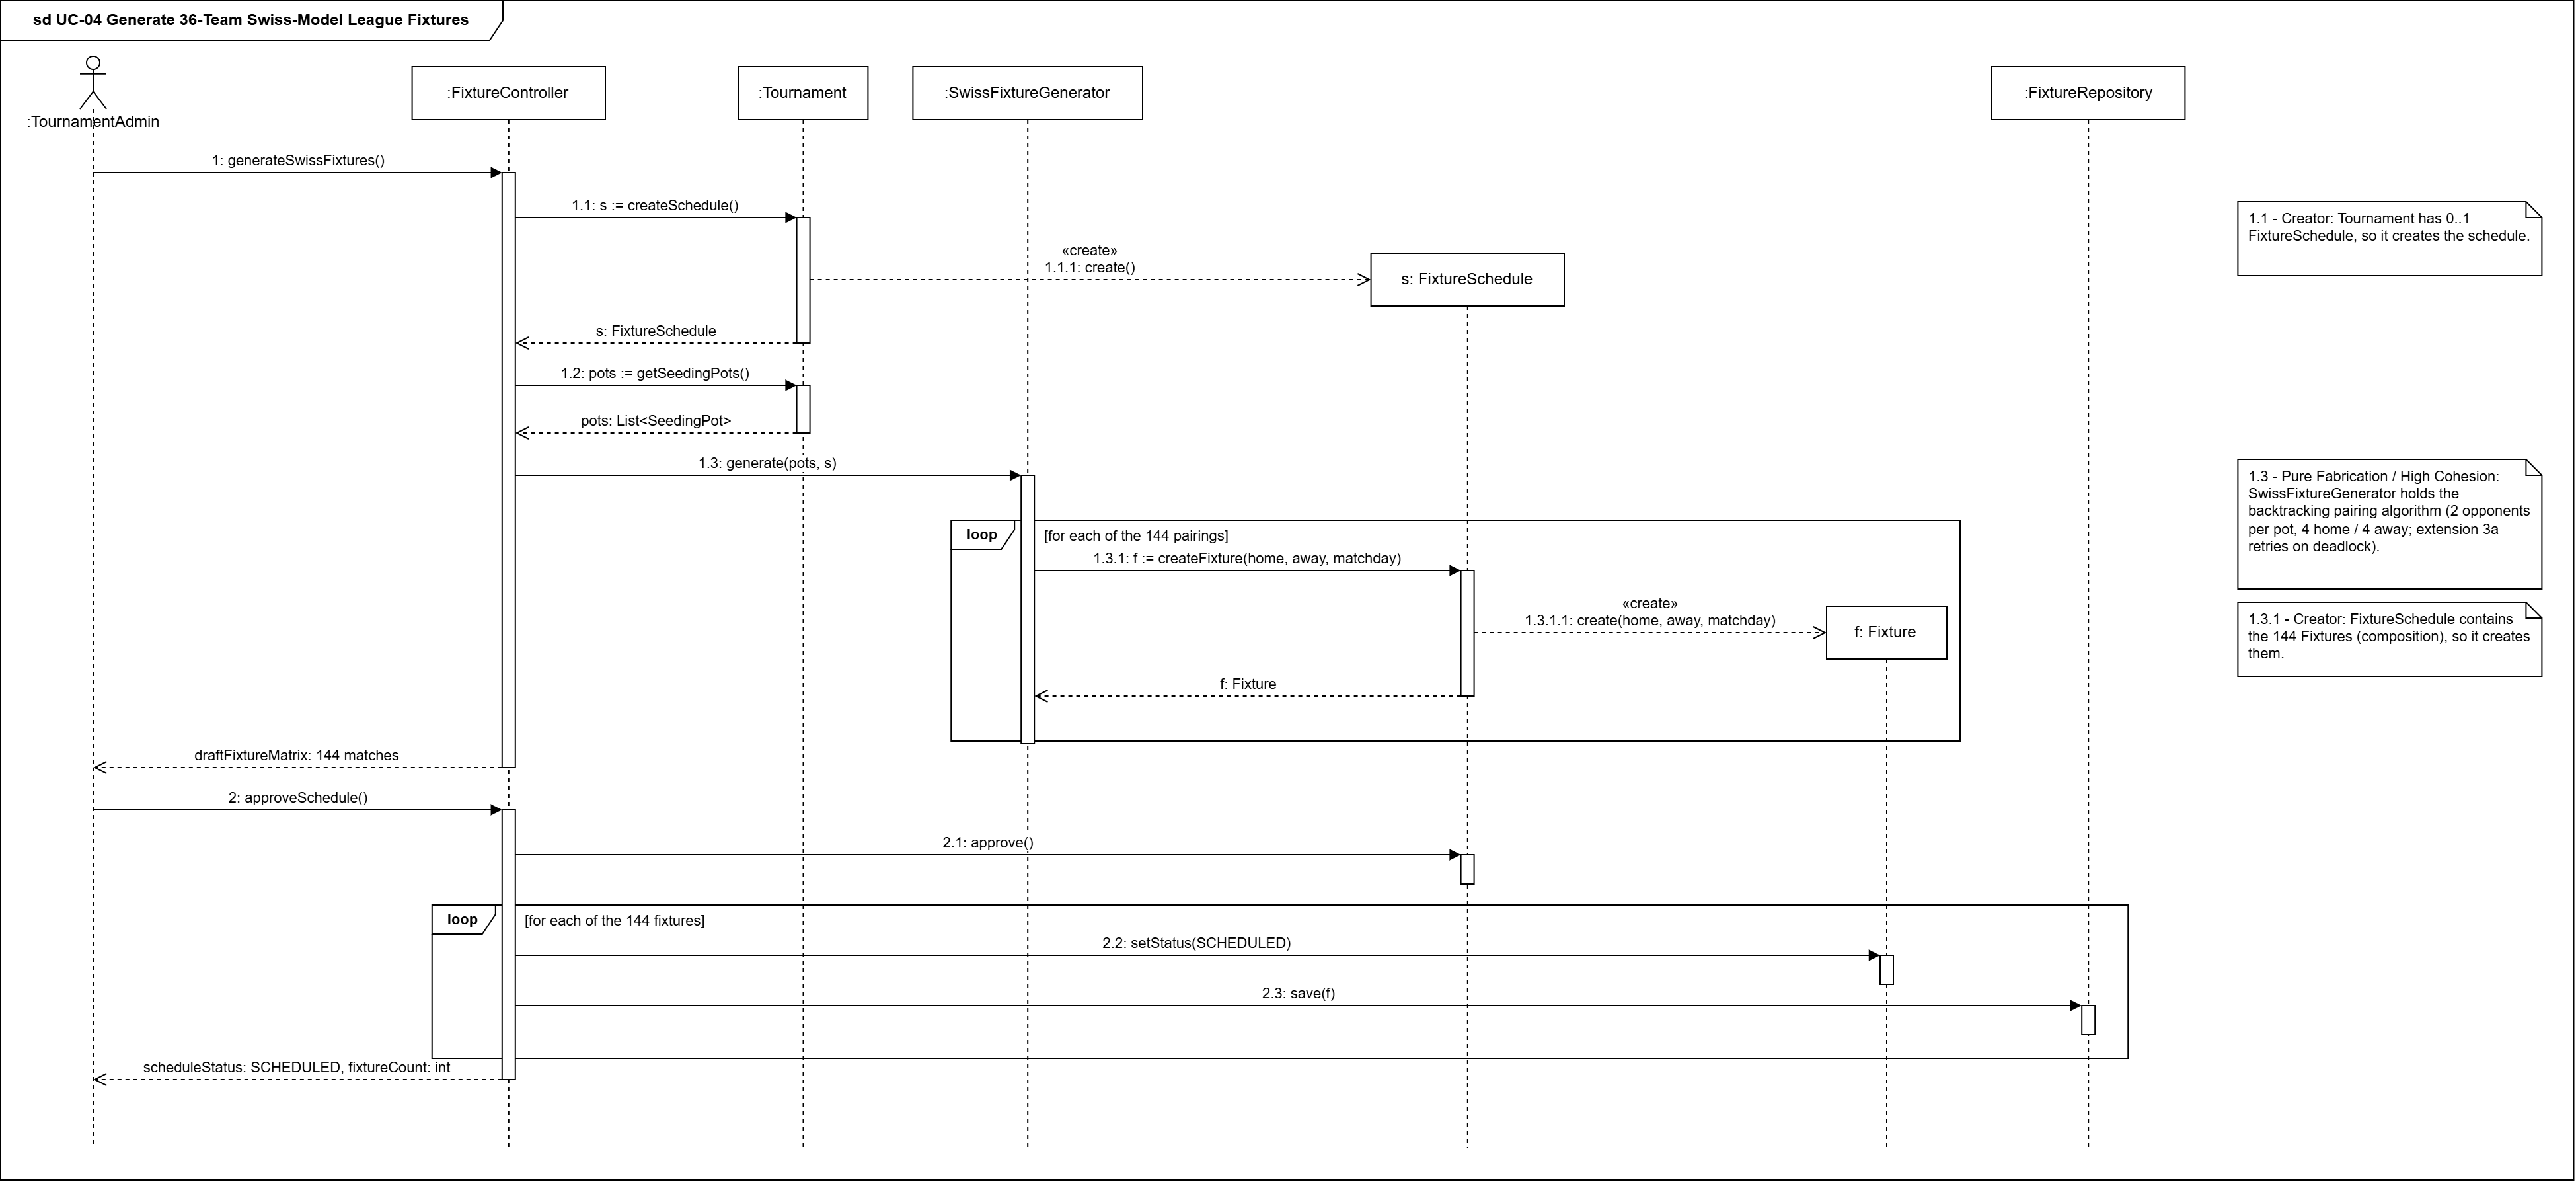 sd UC-04 Generate 36-Team Swiss-Model League Fixtures
:TournamentAdmin
:FixtureController
:Tournament
:SwissFixtureGenerator
:FixtureRepository
1: generateSwissFixtures()
1.1: s := createSchedule()
1.1 - Creator: Tournament has 0..1
FixtureSchedule, so it creates the schedule.
«create»
1.1.1: create()
s: FixtureSchedule
s: FixtureSchedule
1.2: pots := getSeedingPots()
pots: List<SeedingPot>
1.3: generate(pots, s)
1.3 - Pure Fabrication / High Cohesion:
SwissFixtureGenerator holds the
backtracking pairing algorithm (2 opponents
per pot, 4 home / 4 away; extension 3a
retries on deadlock).
loop
[for each of the 144 pairings]
1.3.1: f := createFixture(home, away, matchday)
«create»
1.3.1.1: create(home, away, matchday)
f: Fixture
1.3.1 - Creator: FixtureSchedule contains
the 144 Fixtures (composition), so it creates
them.
f: Fixture
draftFixtureMatrix: 144 matches
2: approveSchedule()
2.1: approve()
loop
[for each of the 144 fixtures]
2.2: setStatus(SCHEDULED)
2.3: save(f)
scheduleStatus: SCHEDULED, fixtureCount: int